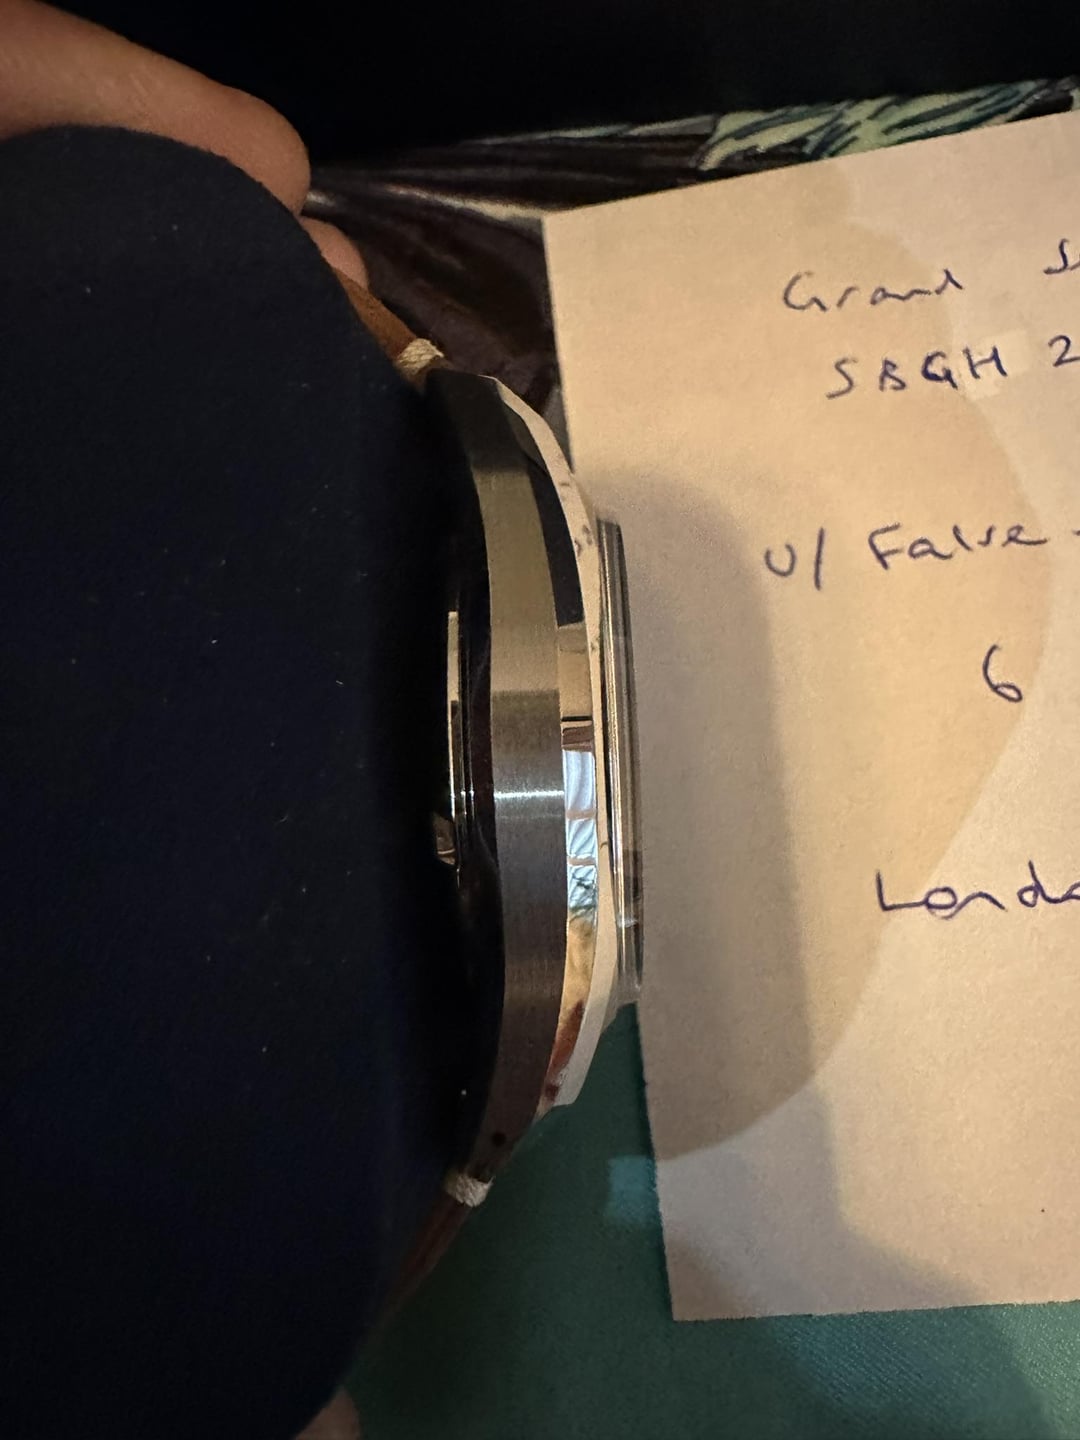 Grand
SBGH 2
U/ False -
6
Londo